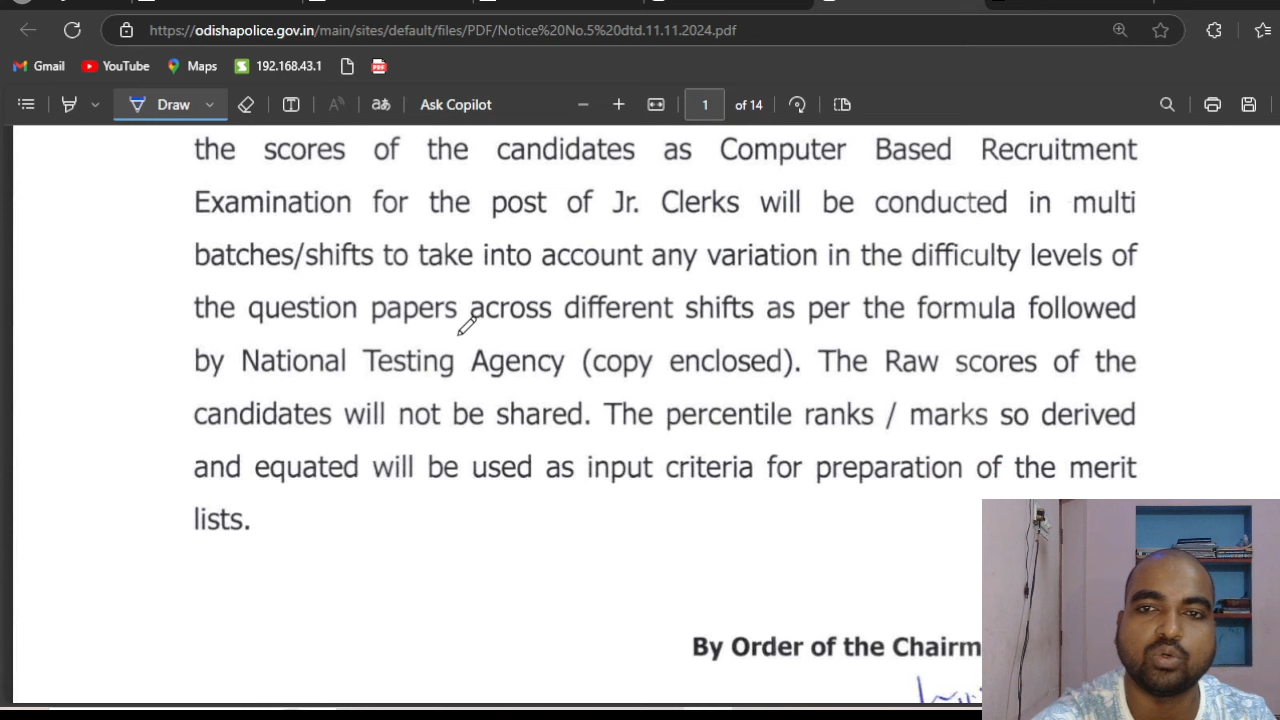 https://odishapolice.gov.in/main/sites/default/files/PDF/Notice%20No.5%20dtd.11.11.2024.pdf
Gmail YouTube Maps 192.168.43.1
Draw Ask Copilot 1 of 14
the scores of the candidates as Computer Based Recruitment
Examination for the post of Jr. Clerks will be conducted in multi
batches/shifts to take into account any variation in the difficulty levels of
the question papers across different shifts as per the formula followed
by National Testing Agency (copy enclosed). The Raw scores of the
candidates will not be shared. The percentile ranks / marks so derived
and equated will be used as input criteria for preparation of the merit
lists.
By Order of the Chairm